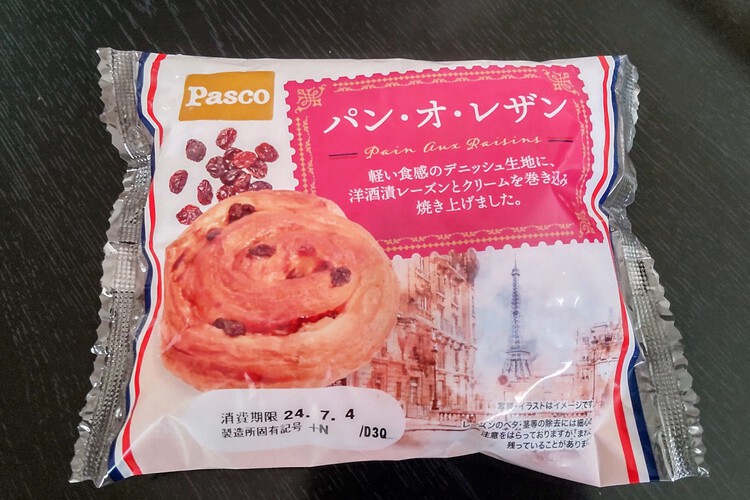 Pasco
パン・オ・レザン
Pain Aux Raisins
軽い食感のデニッシュ生地に、
洋酒漬レーズンとクリームを巻き込み
焼き上げました。
消費期限 24.7.4
製造所固有記号 +N /D3Q
写真・イラストはイメージです
レーズンのヘタ・茎等の除去には細心の
注意をはらっておりますが、まれに
残っていることがあります